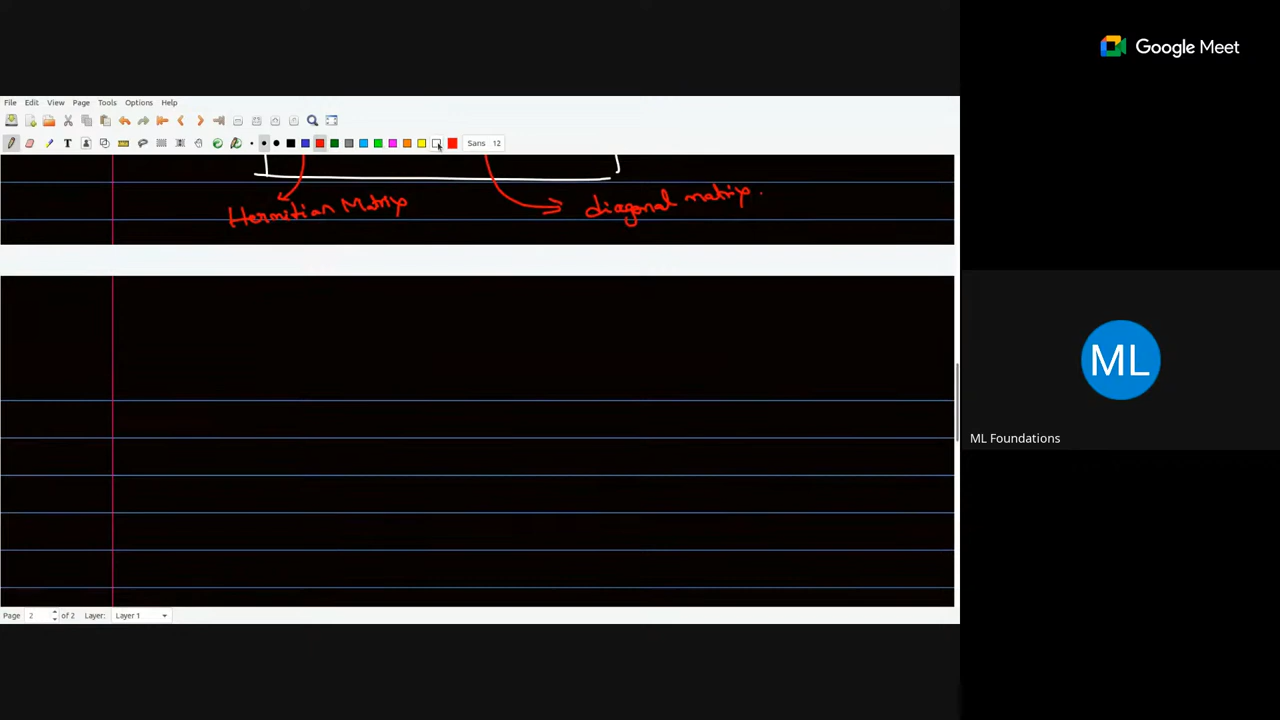 Google Meet
File Edit View Page Tools Options Help
T Sans 12
Hermitian Matrix diagonal matrix.
ML
ML Foundations
Page 2 of 2 Layer: Layer 1